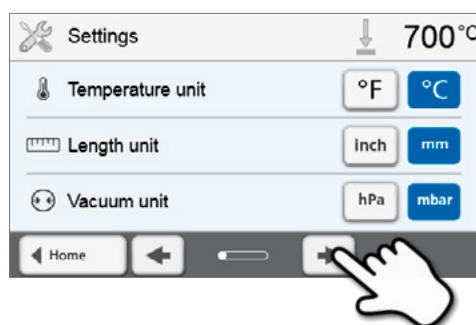 Settings 700°C
Temperature unit °F °C
Length unit inch mm
Vacuum unit hPa mbar
Home